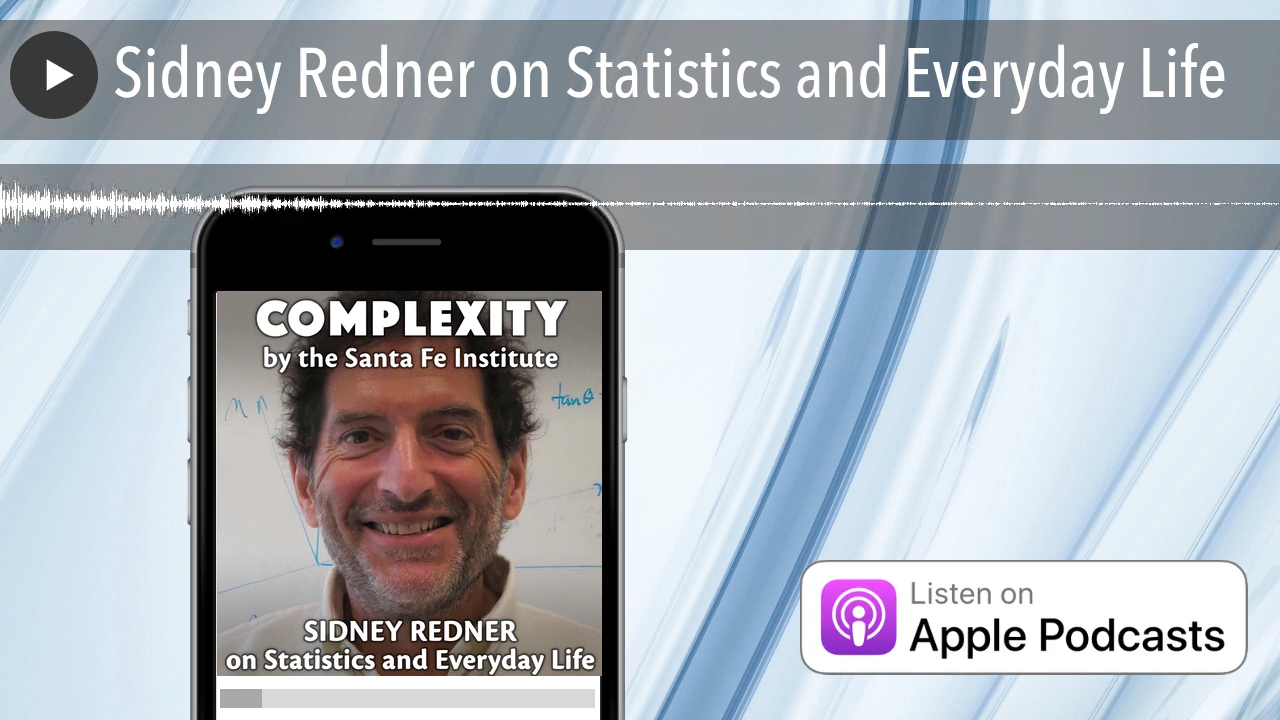 Sidney Redner on Statistics and Everyday Life
COMPLEXITY
by the Santa Fe Institute
tan θ
SIDNEY REDNER
on Statistics and Everyday Life
Listen on
Apple Podcasts